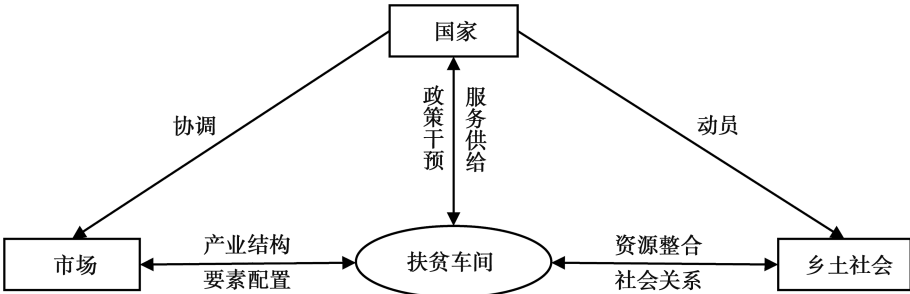 国家
协调
政策干预
服务供给
动员
市场
产业结构
要素配置
扶贫车间
资源整合
社会关系
乡土社会